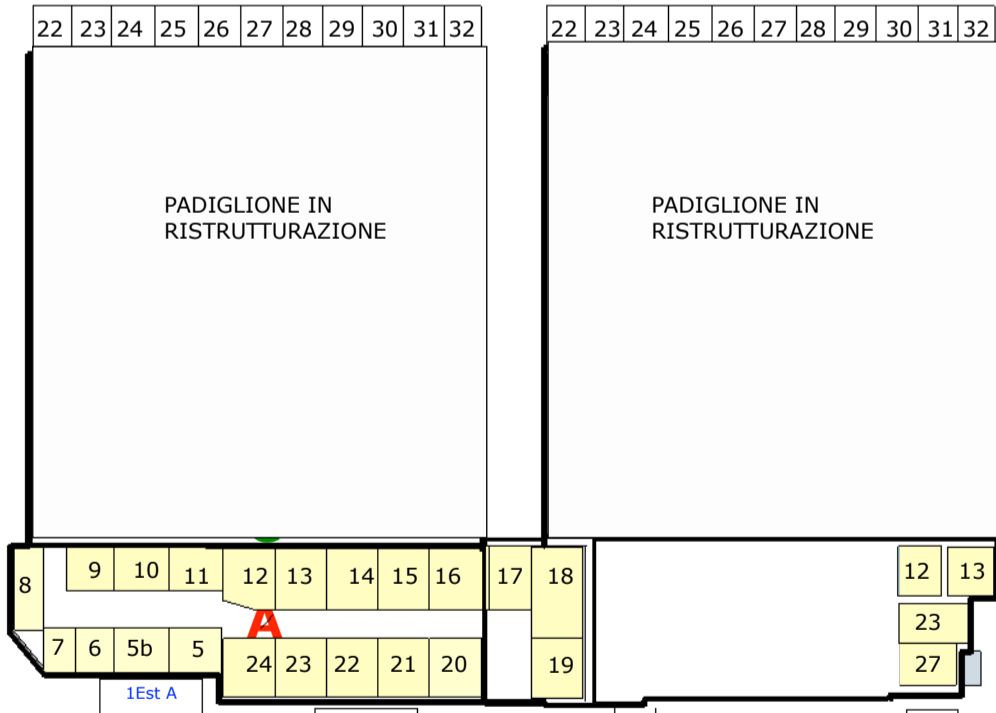 22 23 24 25 26 27 28 29 30 31 32
22 23 24 25 26 27 28 29 30 31 32
PADIGLIONE IN
RISTRUTTURAZIONE
PADIGLIONE IN
RISTRUTTURAZIONE
8 9 10 11 12 13 14 15 16 17 18
12 13
A
23
7 6 5b 5 24 23 22 21 20 19
27
1Est A